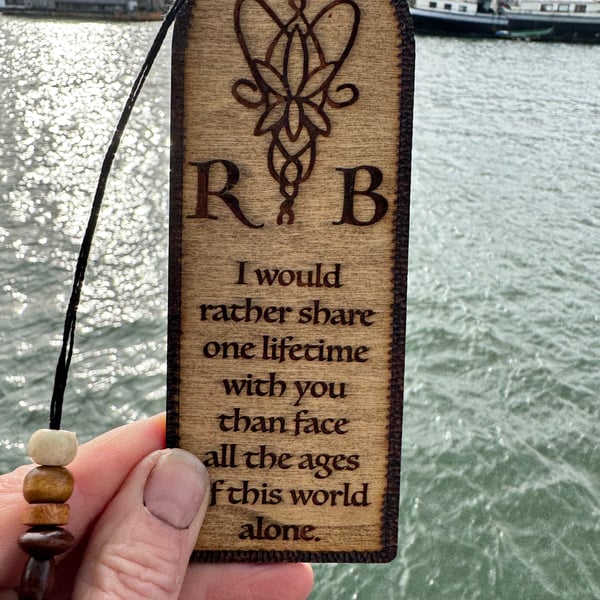 R B
I would
rather share
one lifetime
with you
than face
all the ages
f this world
alone.